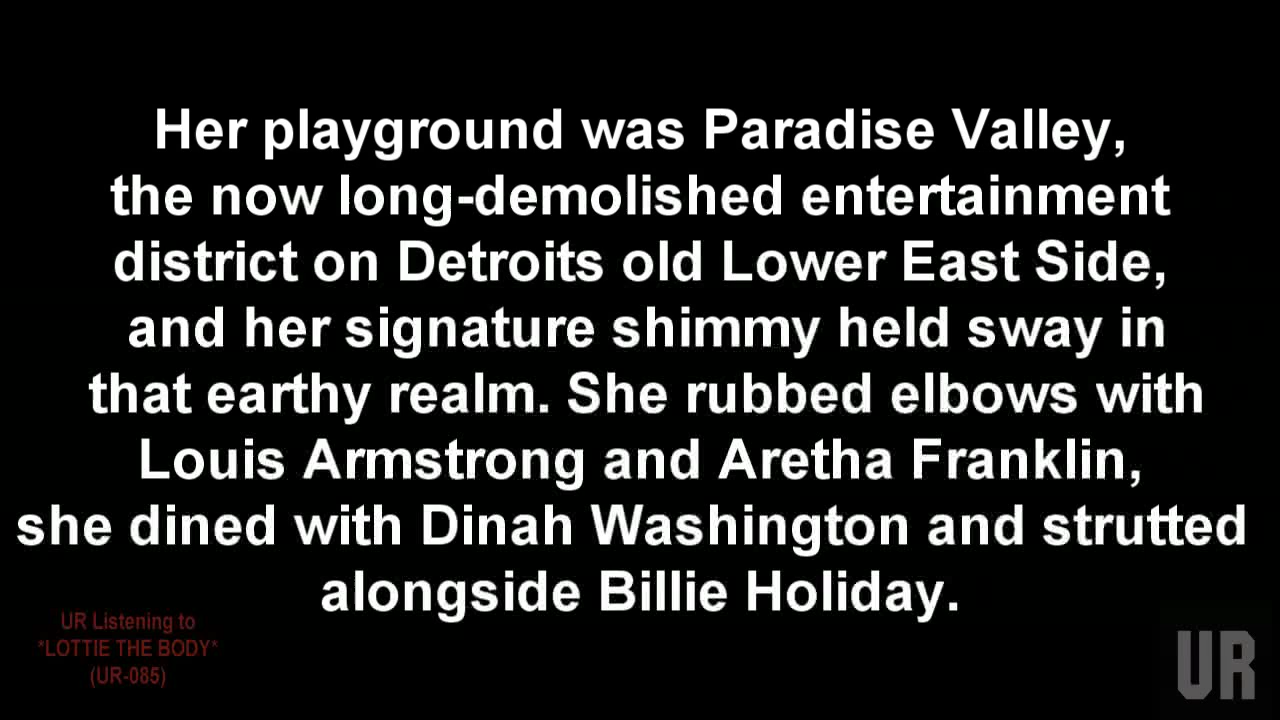 Her playground was Paradise Valley,
the now long-demolished entertainment
district on Detroits old Lower East Side,
and her signature shimmy held sway in
that earthy realm. She rubbed elbows with
Louis Armstrong and Aretha Franklin,
she dined with Dinah Washington and strutted
alongside Billie Holiday.
UR Listening to
*LOTTIE THE BODY*
(UR-085)
UR